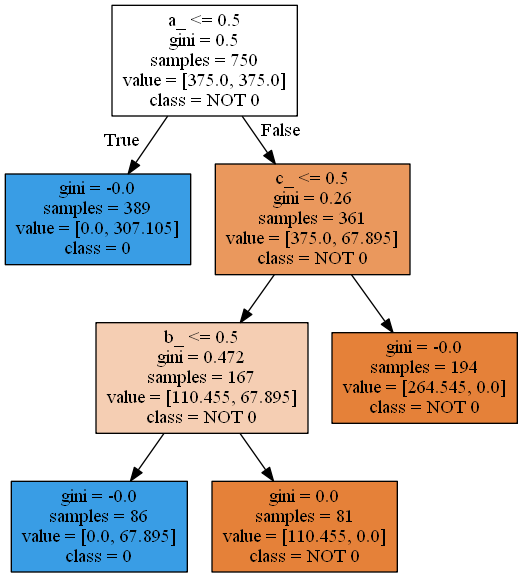 a_ <= 0.5
gini = 0.5
samples = 750
value = [375.0, 375.0]
class = NOT 0
True
False
gini = -0.0
samples = 389
value = [0.0, 307.105]
class = 0
c_ <= 0.5
gini = 0.26
samples = 361
value = [375.0, 67.895]
class = NOT 0
b_ <= 0.5
gini = 0.472
samples = 167
value = [110.455, 67.895]
class = NOT 0
gini = -0.0
samples = 194
value = [264.545, 0.0]
class = NOT 0
gini = -0.0
samples = 86
value = [0.0, 67.895]
class = 0
gini = 0.0
samples = 81
value = [110.455, 0.0]
class = NOT 0